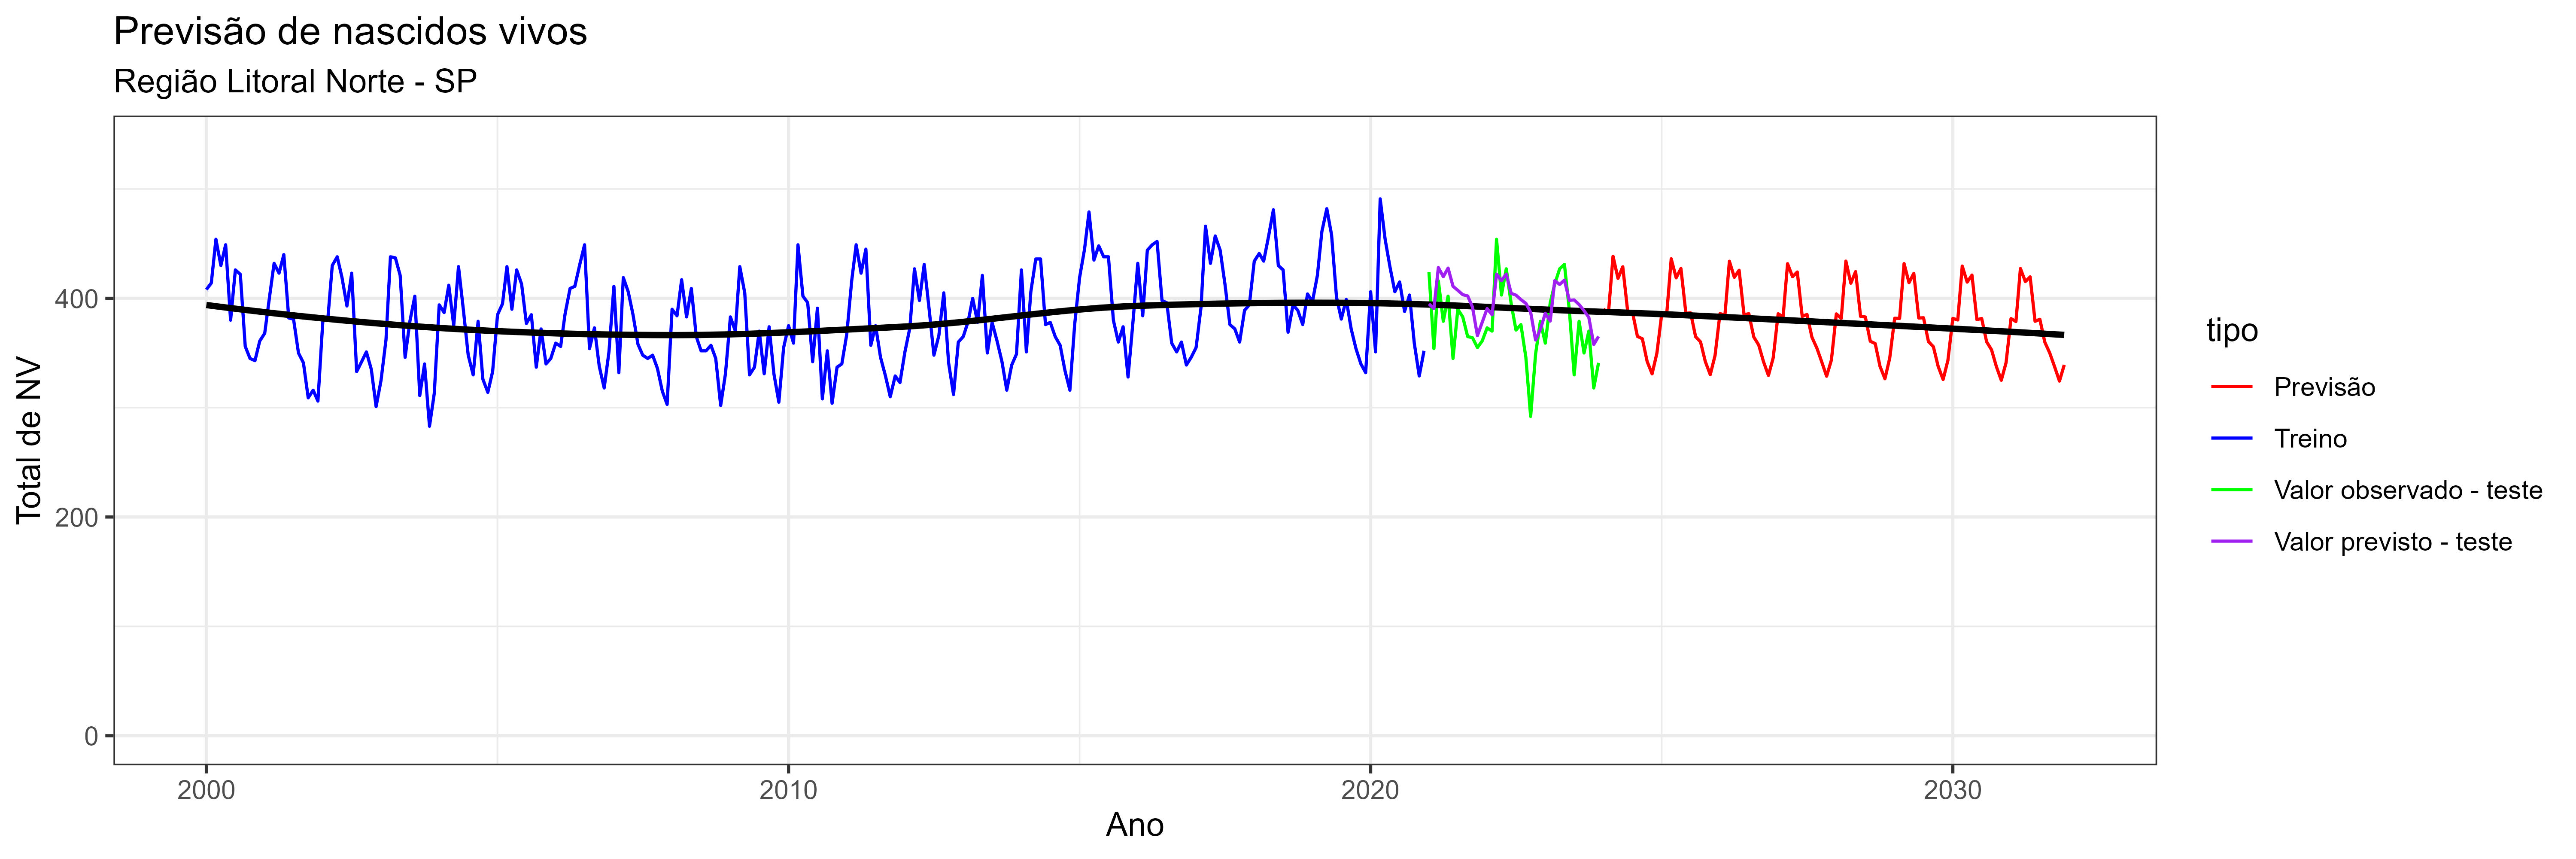 Previsão de nascidos vivos
Região Litoral Norte - SP
Total de NV
400
200
0
2000
2010
2020
2030
Ano
tipo
Previsão
Treino
Valor observado - teste
Valor previsto - teste